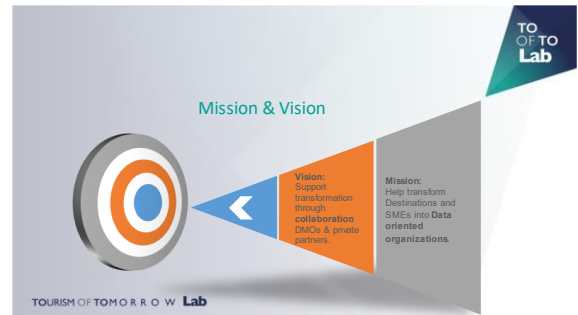 TO
OF TO
Lab
Mission & Vision
Vision:
Support
transformation
through
collaboration
DMOs & private
partners.
Mission:
Help transform
Destinations and
SMEs into Data
oriented
organizations.
TOURISM OF TOMORROW Lab